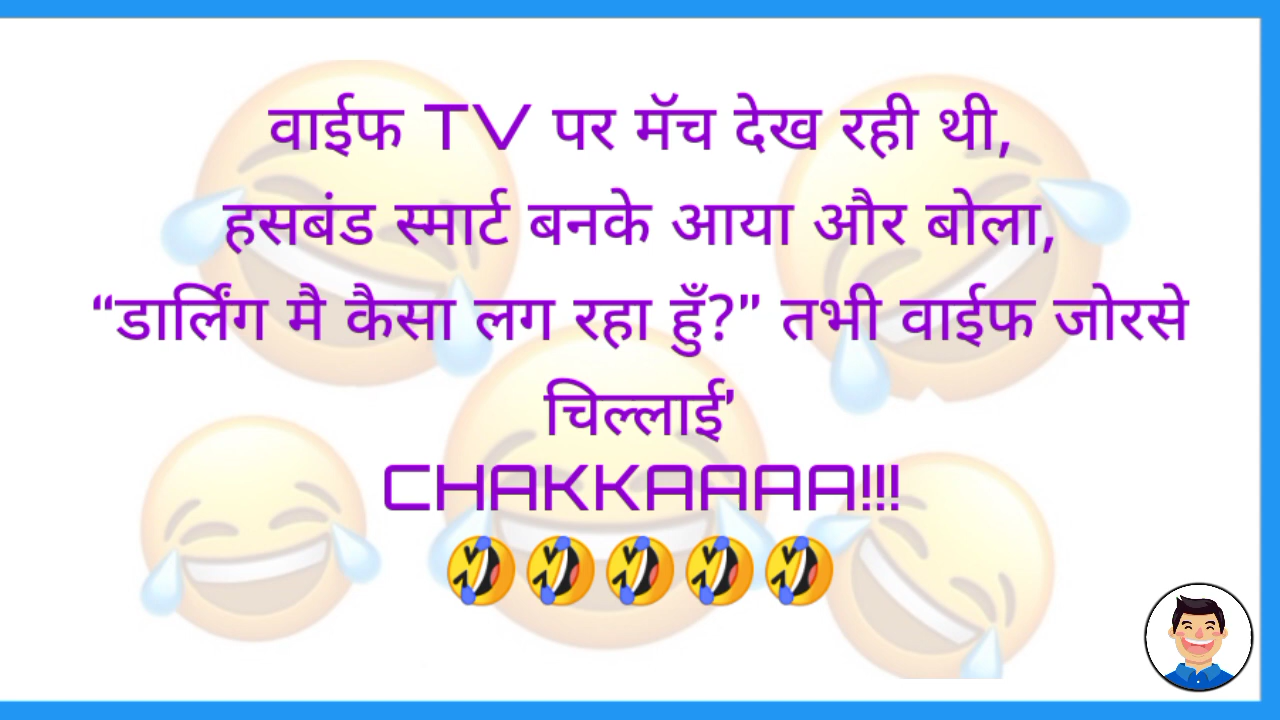 वाईफ TV पर मॅच देख रही थी,
हसबंड स्मार्ट बनके आया और बोला,
“डार्लिंग मै कैसा लग रहा हुँ?” तभी वाईफ जोरसे
चिल्लाई’
CHAKKAAAA!!!
🤣🤣🤣🤣🤣